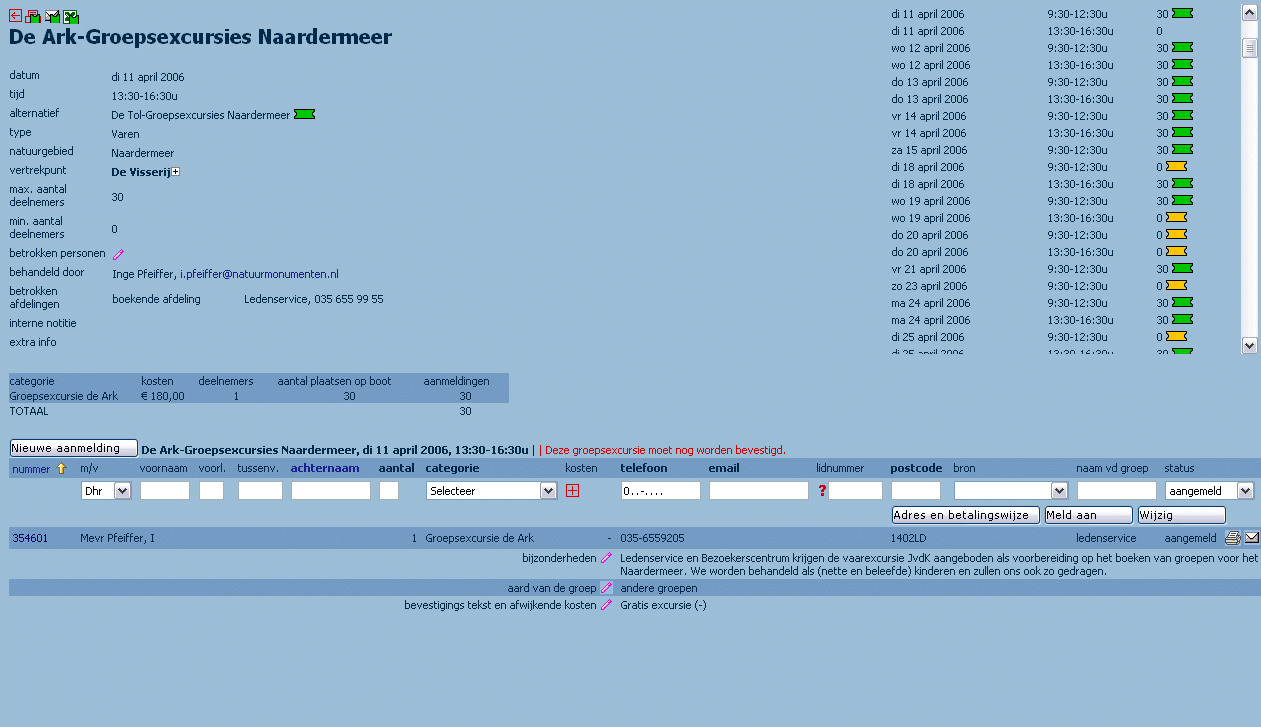 De Ark-Groepsexcursies Naardermeer
datum di 11 april 2006
tijd 13:30-16:30u
alternatief De Tol-Groepsexcursies Naardermeer
type Varen
natuurgebied Naardermeer
vertrekpunt De Visserij
max. aantal
deelnemers 30
min. aantal
deelnemers 0
betrokken personen
behandeld door Inge Pfeiffer, i.pfeiffer@natuurmonumenten.nl
betrokken
afdelingen boekende afdeling Ledenservice, 035 655 99 55
interne notitie
extra info
di 11 april 2006 9:30-12:30u 30
di 11 april 2006 13:30-16:30u 0
wo 12 april 2006 9:30-12:30u 30
wo 12 april 2006 13:30-16:30u 30
do 13 april 2006 9:30-12:30u 30
do 13 april 2006 13:30-16:30u 30
vr 14 april 2006 9:30-12:30u 30
vr 14 april 2006 13:30-16:30u 30
za 15 april 2006 9:30-12:30u 30
di 18 april 2006 9:30-12:30u 0
di 18 april 2006 13:30-16:30u 30
wo 19 april 2006 9:30-12:30u 30
wo 19 april 2006 13:30-16:30u 0
do 20 april 2006 9:30-12:30u 0
do 20 april 2006 13:30-16:30u 0
vr 21 april 2006 9:30-12:30u 30
zo 23 april 2006 9:30-12:30u 0
ma 24 april 2006 9:30-12:30u 30
ma 24 april 2006 13:30-16:30u 30
di 25 april 2006 9:30-12:30u 0
di 25 april 2006 13:30-16:30u 30
categorie kosten deelnemers aantal plaatsen op boot aanmeldingen
Groepsexcursie de Ark € 180,00 1 30 30
TOTAAL 30
Nieuwe aanmelding De Ark-Groepsexcursies Naardermeer, di 11 april 2006, 13:30-16:30u | | Deze groepsexcursie moet nog worden bevestigd.
nummer m/v voornaam voorl. tussenv. achternaam aantal categorie kosten telefoon email lidnummer postcode bron naam vd groep status
Dhr Selecteer 0..-.... ? aangemeld
Adres en betalingswijze Meld aan Wijzig
354601 Mevr Pfeiffer, I 1 Groepsexcursie de Ark - 035-6559205 1402LD ledenservice aangemeld
bijzonderheden Ledenservice en Bezoekerscentrum krijgen de vaarexcursie JvdK aangeboden als voorbereiding op het boeken van groepen voor het
Naardermeer. We worden behandeld als (nette en beleefde) kinderen en zullen ons ook zo gedragen.
aard van de groep andere groepen
bevestigings tekst en afwijkende kosten Gratis excursie (-)